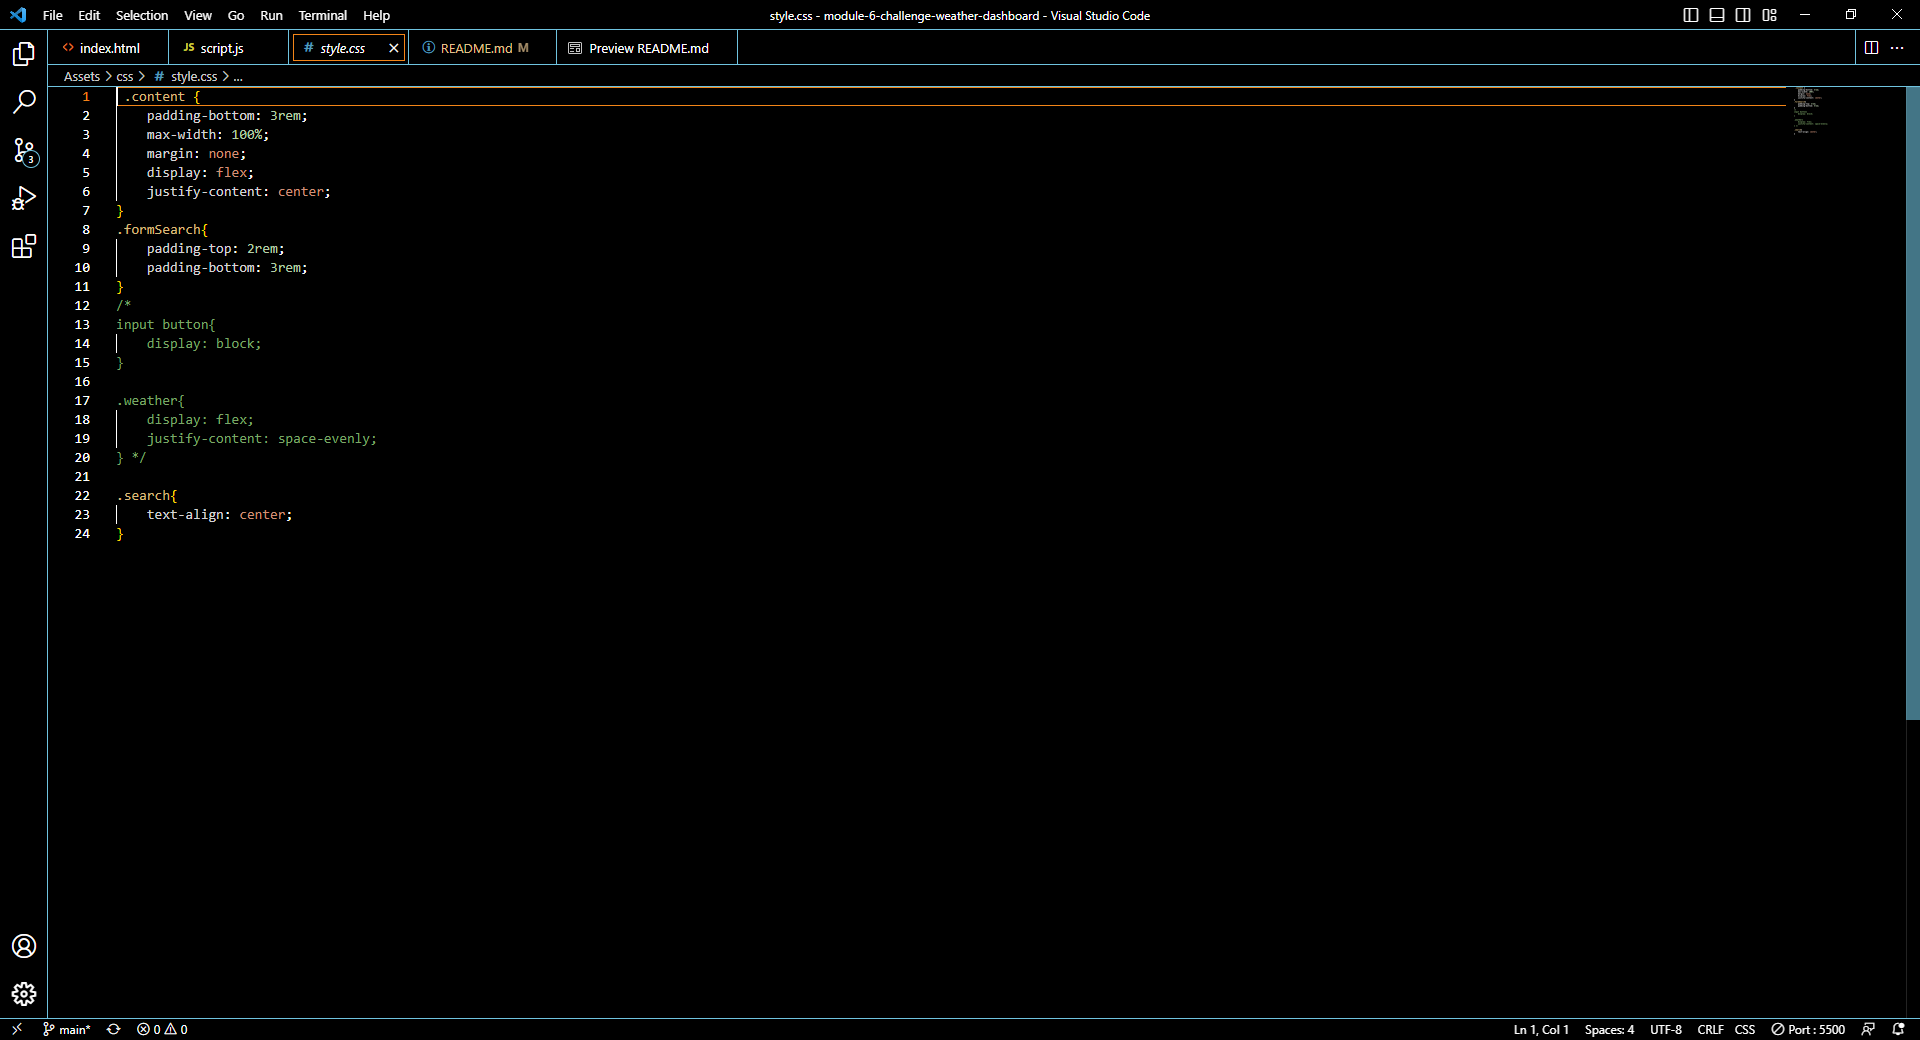 File Edit Selection View Go Run Terminal Help
style.css - module-6-challenge-weather-dashboard - Visual Studio Code
<> index.html
JS script.js
# style.css
README.md M
Preview README.md
Assets > css > # style.css > ...
1 .content {
2 padding-bottom: 3rem;
3 max-width: 100%;
4 margin: none;
5 display: flex;
6 justify-content: center;
7 }
8 .formSearch{
9 padding-top: 2rem;
10 padding-bottom: 3rem;
11 }
12 /*
13 input button{
14 display: block;
15 }
16
17 .weather{
18 display: flex;
19 justify-content: space-evenly;
20 } */
21
22 .search{
23 text-align: center;
24 }
3
main*
0 0
Ln 1, Col 1
Spaces: 4
UTF-8
CRLF
CSS
Port : 5500